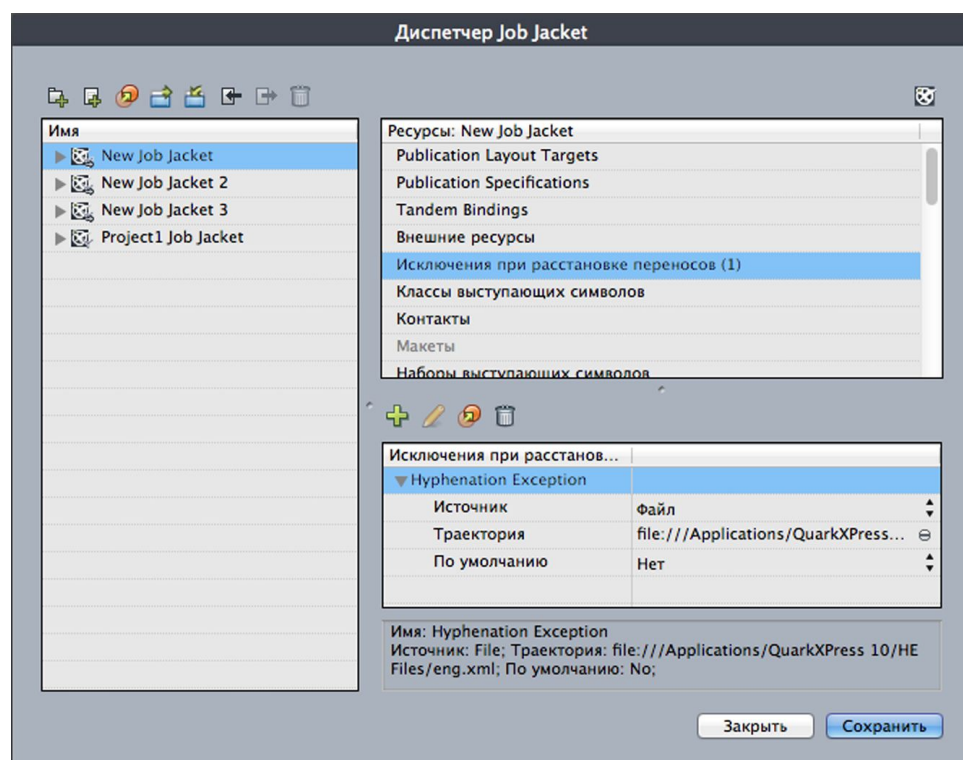 Диспетчер Job Jacket
Имя
New Job Jacket
New Job Jacket 2
New Job Jacket 3
Project1 Job Jacket
Ресурсы: New Job Jacket
Publication Layout Targets
Publication Specifications
Tandem Bindings
Внешние ресурсы
Исключения при расстановке переносов (1)
Классы выступающих символов
Контакты
Макеты
Наборы выступающих символов
Исключения при расстанов...
Hyphenation Exception
Источник Файл
Траектория file:///Applications/QuarkXPress...
По умолчанию Нет
Имя: Hyphenation Exception
Источник: File; Траектория: file:///Applications/QuarkXPress 10/HE
Files/eng.xml; По умолчанию: No;
Закрыть Сохранить